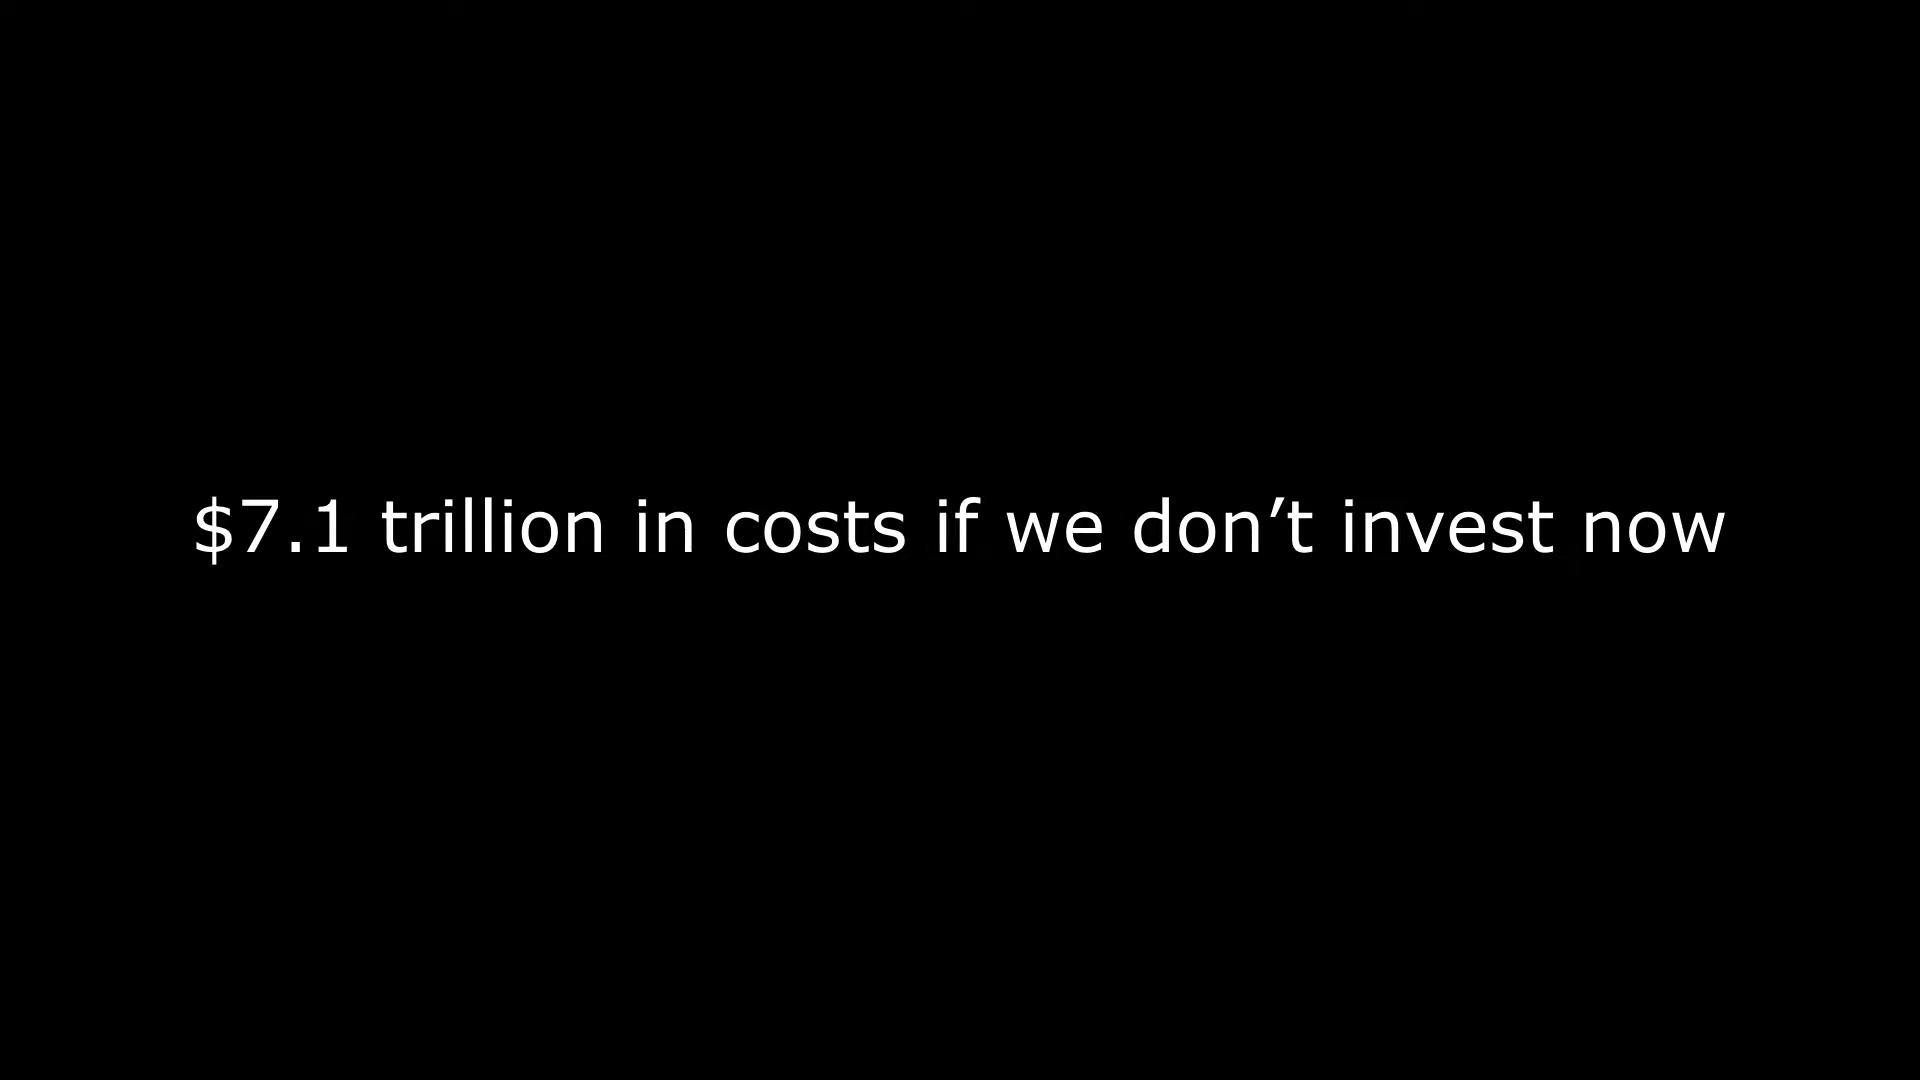 $7.1 trillion in costs if we don’t invest now